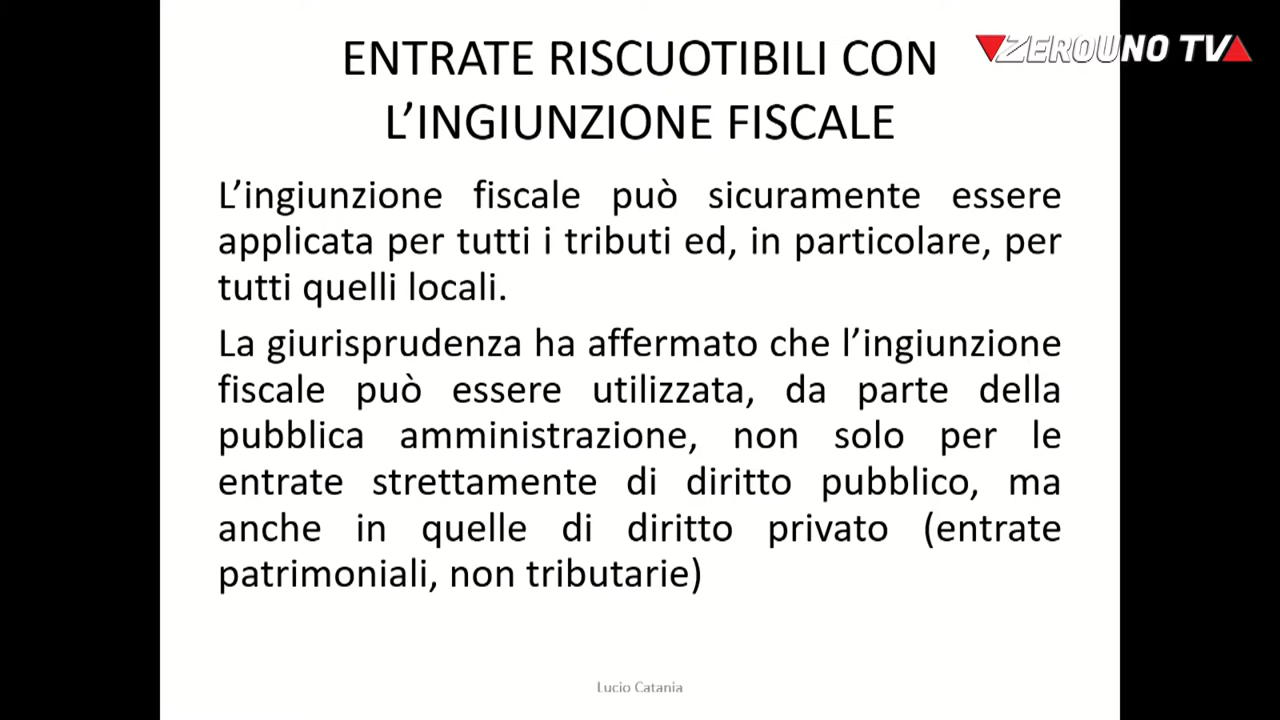 ENTRATE RISCUOTIBILI CON
L’INGIUNZIONE FISCALE
ZEROUNO TV
L’ingiunzione fiscale può sicuramente essere
applicata per tutti i tributi ed, in particolare, per
tutti quelli locali.
La giurisprudenza ha affermato che l’ingiunzione
fiscale può essere utilizzata, da parte della
pubblica amministrazione, non solo per le
entrate strettamente di diritto pubblico, ma
anche in quelle di diritto privato (entrate
patrimoniali, non tributarie)
Lucio Catania